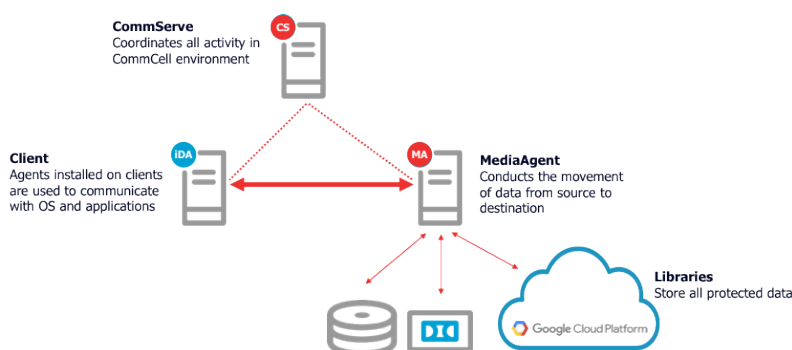 CommServe
Coordinates all activity in
CommCell environment
CS
Client
Agents installed on clients
are used to communicate
with OS and applications
iDA
MA
MediaAgent
Conducts the movement
of data from source to
destination
Libraries
Store all protected data
Google Cloud Platform